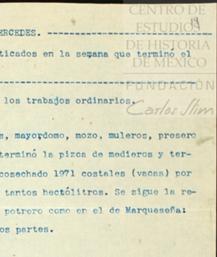 CENTRO DE
ESTUDIOS
DE HISTORIA
DE MÉXICO
FUNDACIÓN
Carlos Slim
ERCEDES. -----------------
ticados en la semana que terminó el
los trabajos ordinarios.
s, mayordomo, mozo, muleros, presero
terminó la pizca de medieros y ter-
cosechado 1971 costales (vacas) por
tantos hectólitros. Se sigue la re-
potrero como en el de Marqueseña:
os partes.